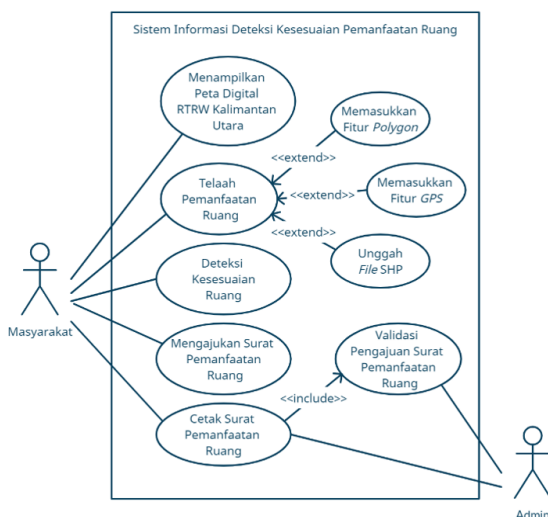 Sistem Informasi Deteksi Kesesuaian Pemanfaatan Ruang
Menampilkan
Peta Digital
RTRW Kalimantan
Utara
Memasukkan
Fitur Polygon
<<extend>>
Telaah
Pemanfaatan
Ruang
<<extend>>
Memasukkan
Fitur GPS
<<extend>>
Unggah
File SHP
Deteksi
Kesesuaian
Ruang
Masyarakat
Mengajukan Surat
Pemanfaatan
Ruang
Validasi
Pengajuan Surat
Pemanfaatan
Ruang
<<include>>
Cetak Surat
Pemanfaatan
Ruang
Admin